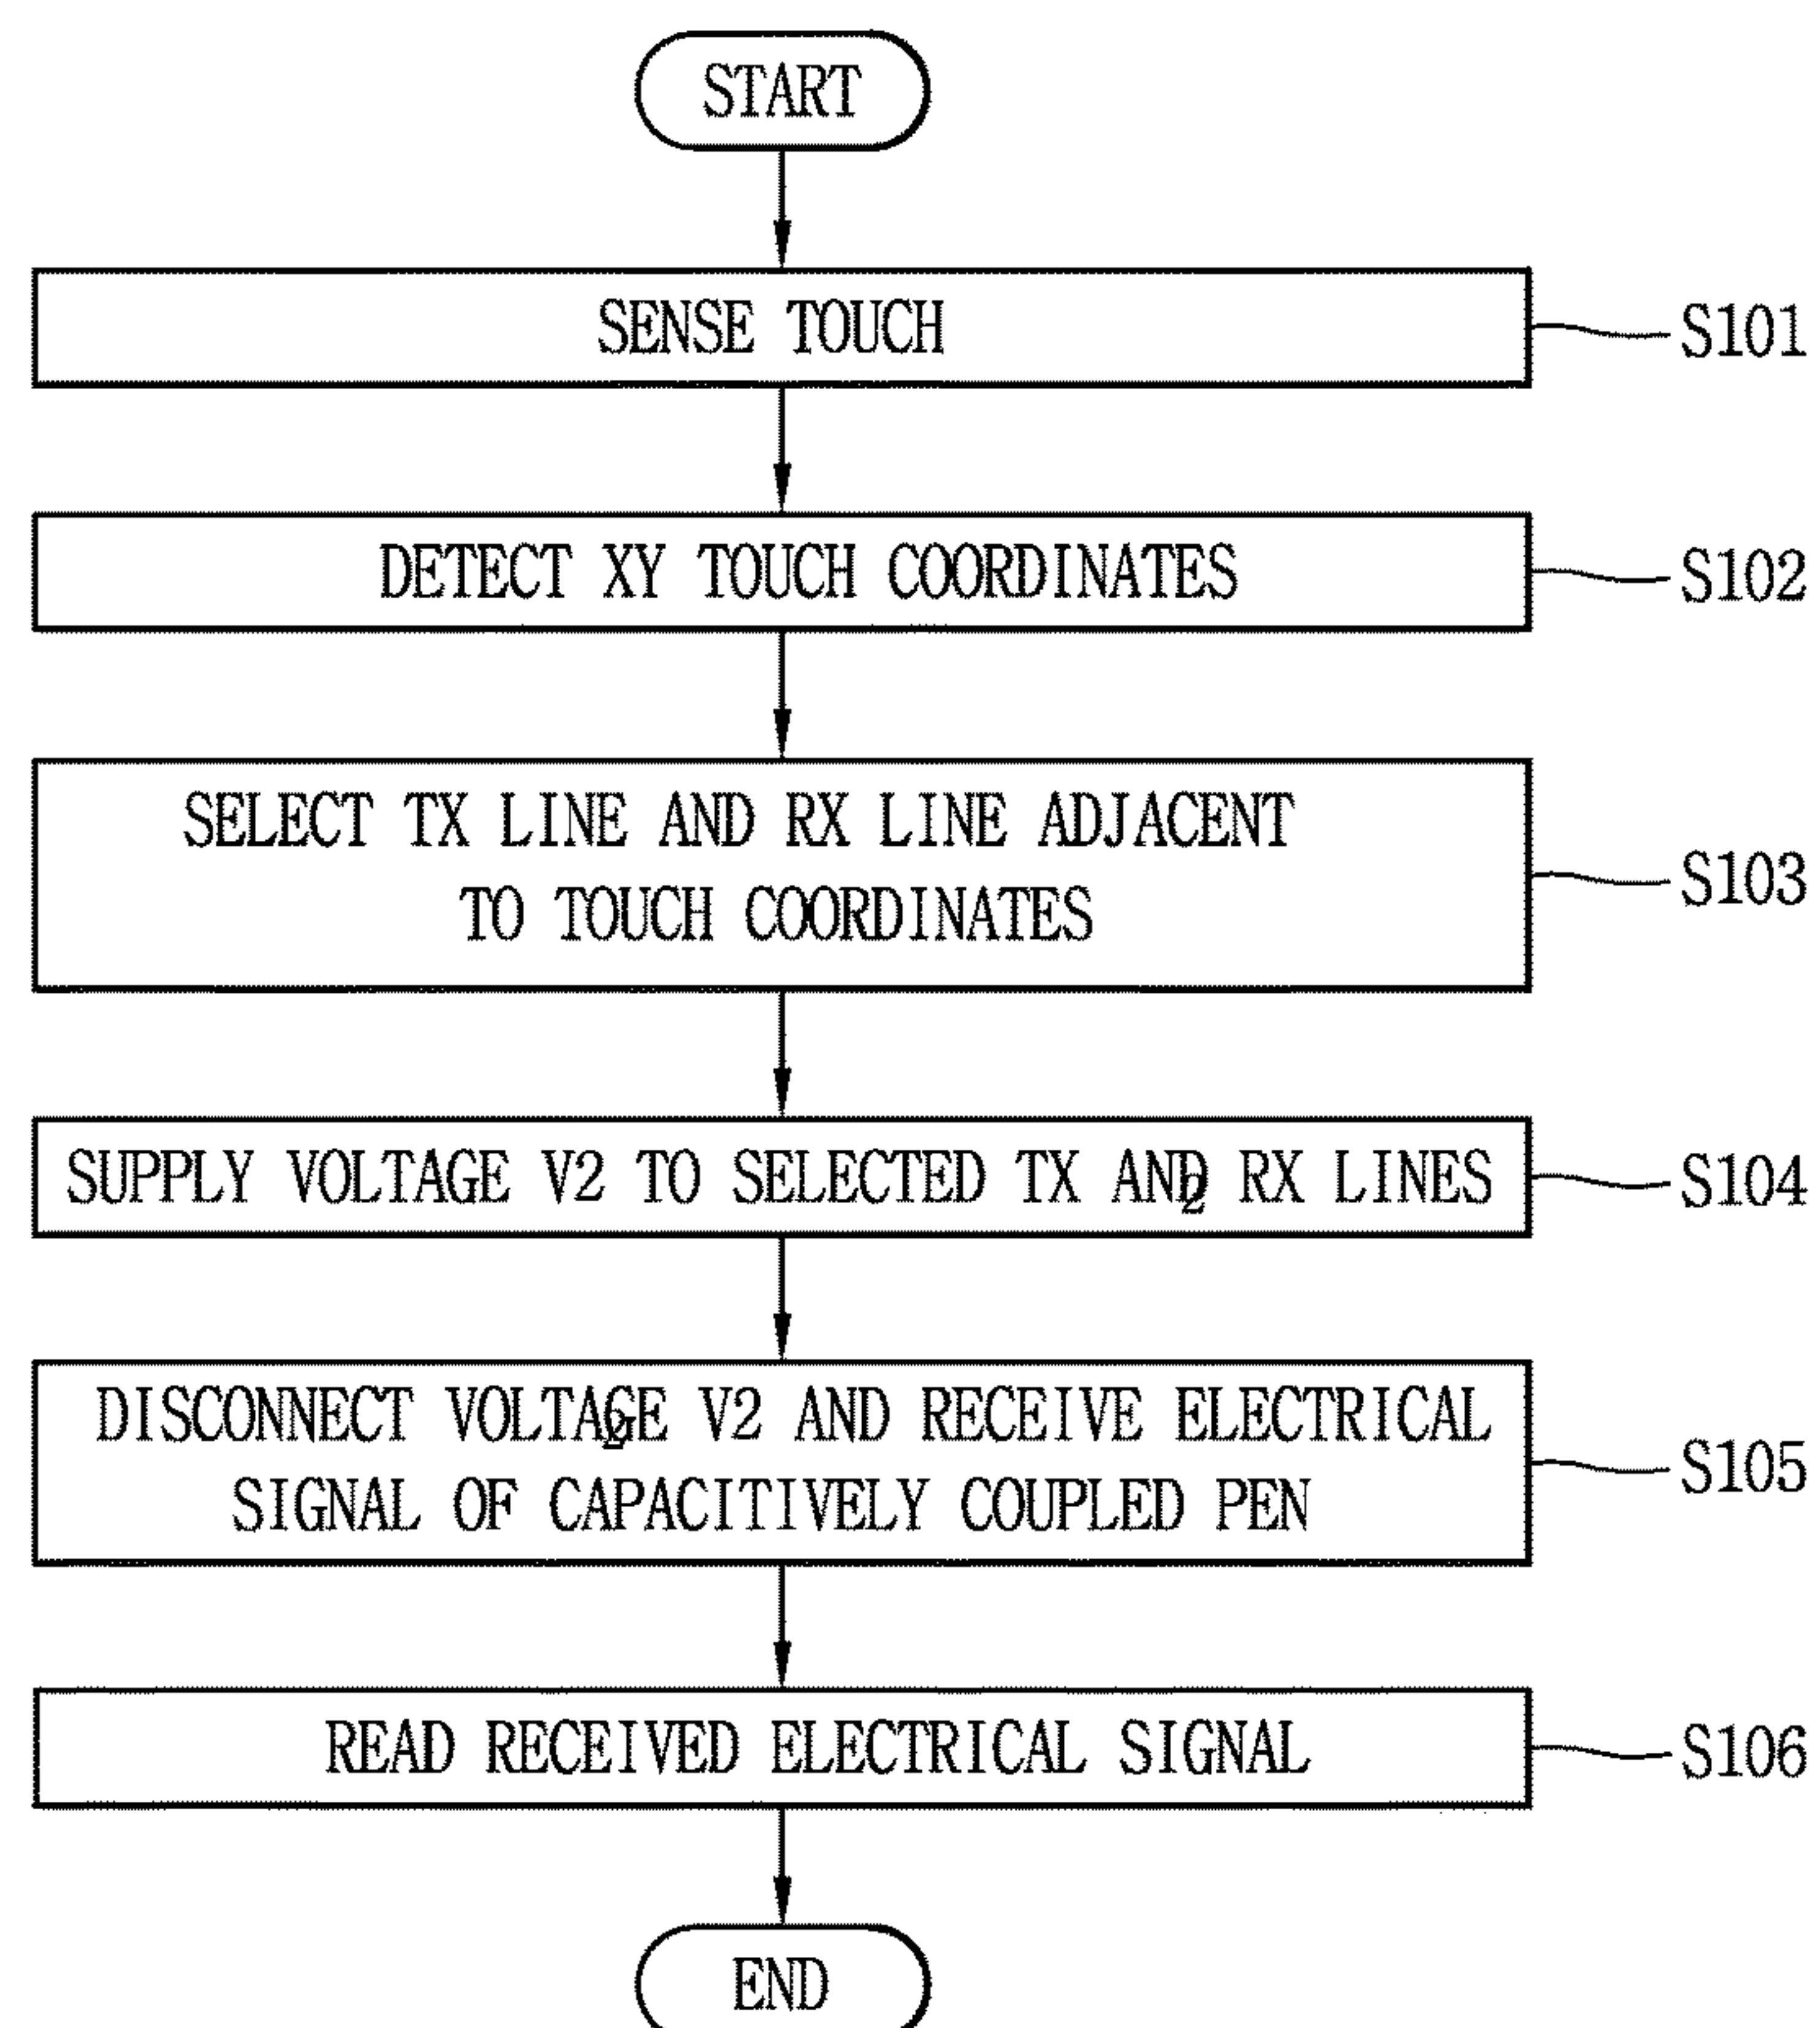 START
SENSE TOUCH
S101
DETECT XY TOUCH COORDINATES
S102
SELECT TX LINE AND RX LINE ADJACENT
TO TOUCH COORDINATES
S103
SUPPLY VOLTAGE V2 TO SELECTED TX AND RX LINES
2
S104
DISCONNECT VOLTAGE V2 AND RECEIVE ELECTRICAL
2
SIGNAL OF CAPACITIVELY COUPLED PEN
S105
READ RECEIVED ELECTRICAL SIGNAL
S106
END